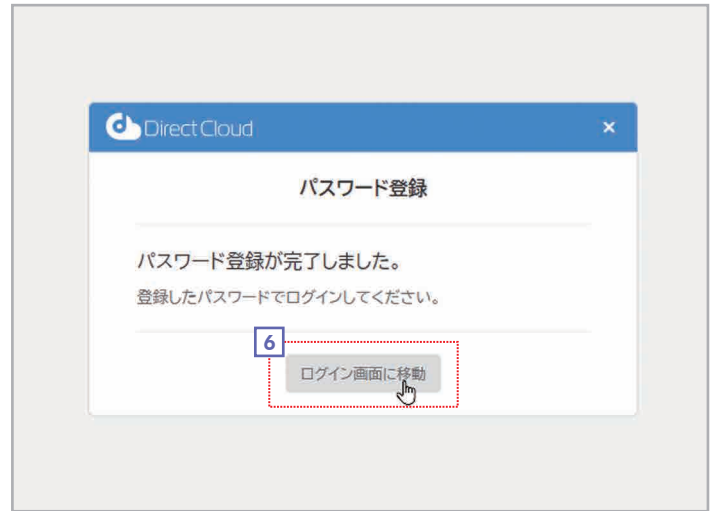 DirectCloud
×
パスワード登録
パスワード登録が完了しました。
登録したパスワードでログインしてください。
6
ログイン画面に移動